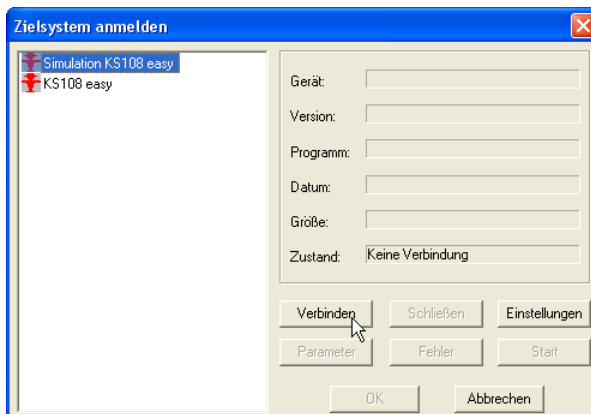 Zielsystem anmelden
Simulation KS108 easy
KS108 easy
Gerät:
Version:
Programm:
Datum:
Größe:
Zustand: Keine Verbindung
Verbinden Schließen Einstellungen
Parameter Fehler Start
OK Abbrechen